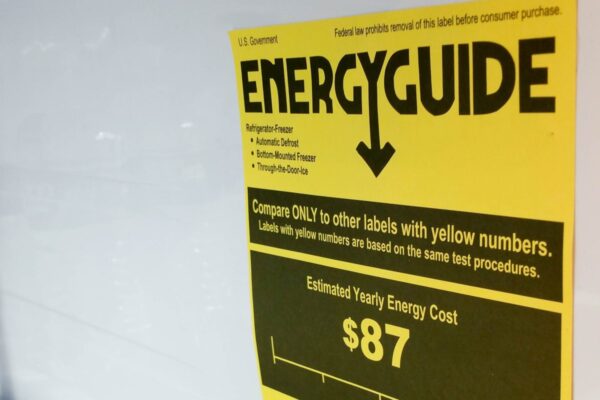 U.S. Government
Federal law prohibits removal of this label before consumer purchase.
ENERGYGUIDE
Refrigerator-Freezer
• Automatic Defrost
• Bottom-Mounted Freezer
• Through-the-Door-Ice
Compare ONLY to other labels with yellow numbers.
Labels with yellow numbers are based on the same test procedures.
Estimated Yearly Energy Cost
$87